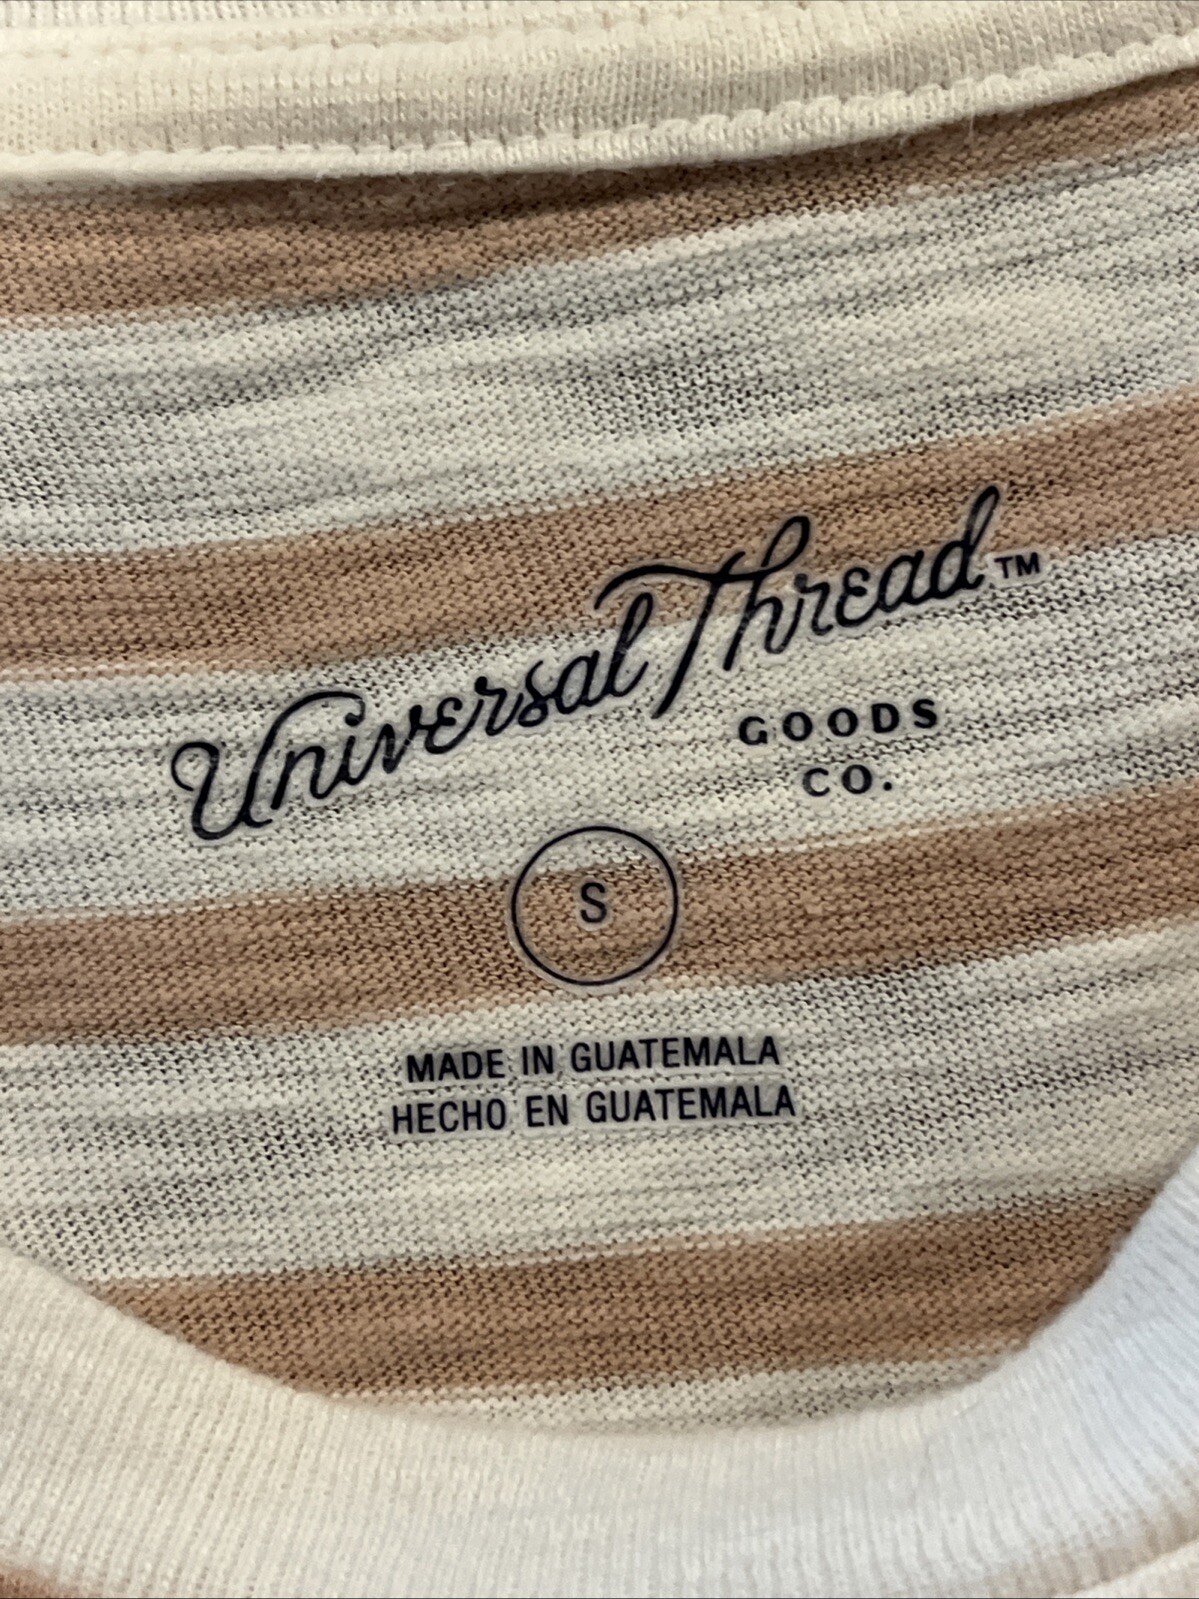 Universal Thread™
GOODS
CO.
S
MADE IN GUATEMALA
HECHO EN GUATEMALA